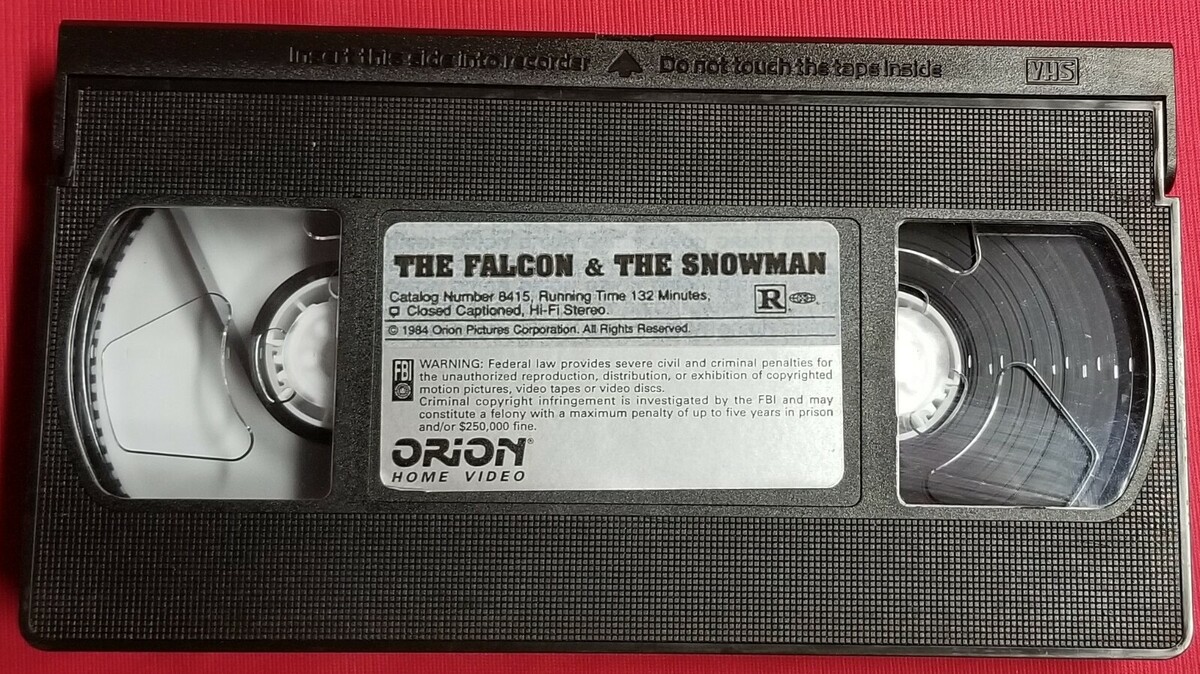 Insert this side into recorder Do not touch the tape inside VHS
THE FALCON & THE SNOWMAN
Catalog Number 8415, Running Time 132 Minutes,
Closed Captioned, Hi-Fi Stereo.
R
© 1984 Orion Pictures Corporation. All Rights Reserved.
FBI
WARNING: Federal law provides severe civil and criminal penalties for
the unauthorized reproduction, distribution, or exhibition of copyrighted
motion pictures, video tapes or video discs.
Criminal copyright infringement is investigated by the FBI and may
constitute a felony with a maximum penalty of up to five years in prison
and/or $250,000 fine.
ORION®
HOME VIDEO